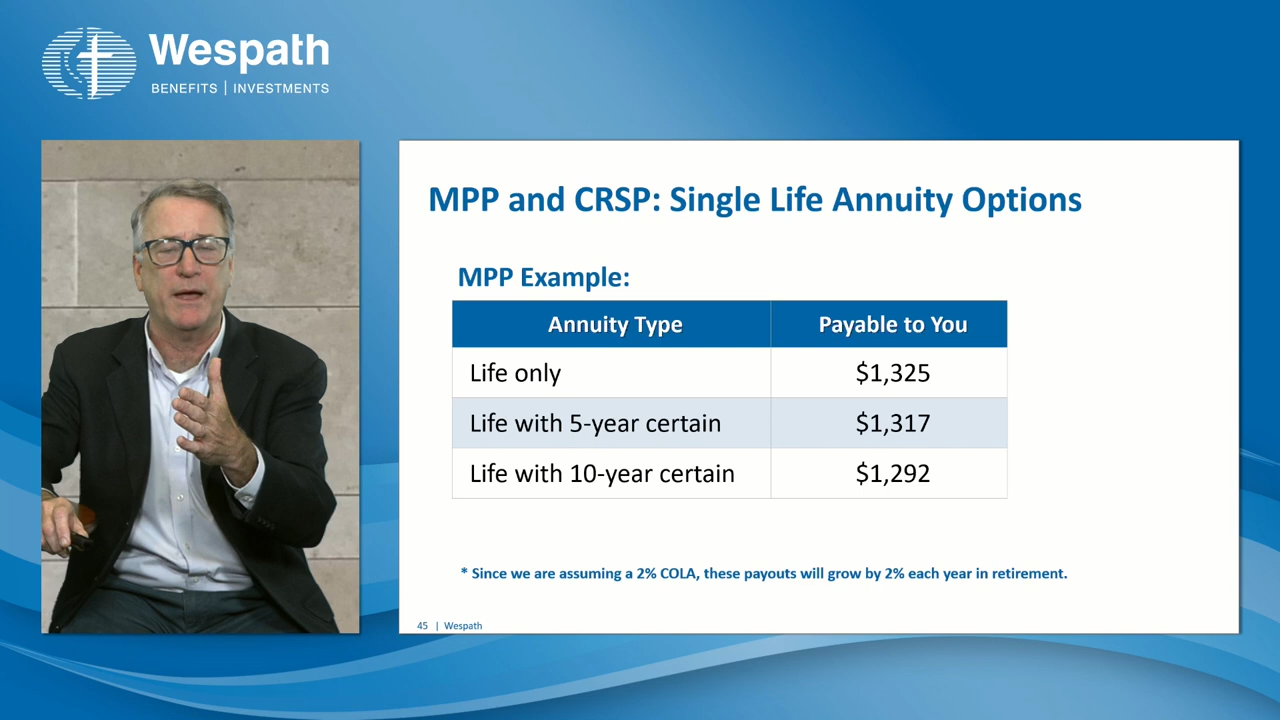 Wespath
BENEFITS | INVESTMENTS
MPP and CRSP: Single Life Annuity Options
MPP Example:
Annuity Type Payable to You
Life only $1,325
Life with 5-year certain $1,317
Life with 10-year certain $1,292
* Since we are assuming a 2% COLA, these payouts will grow by 2% each year in retirement.
45 | Wespath